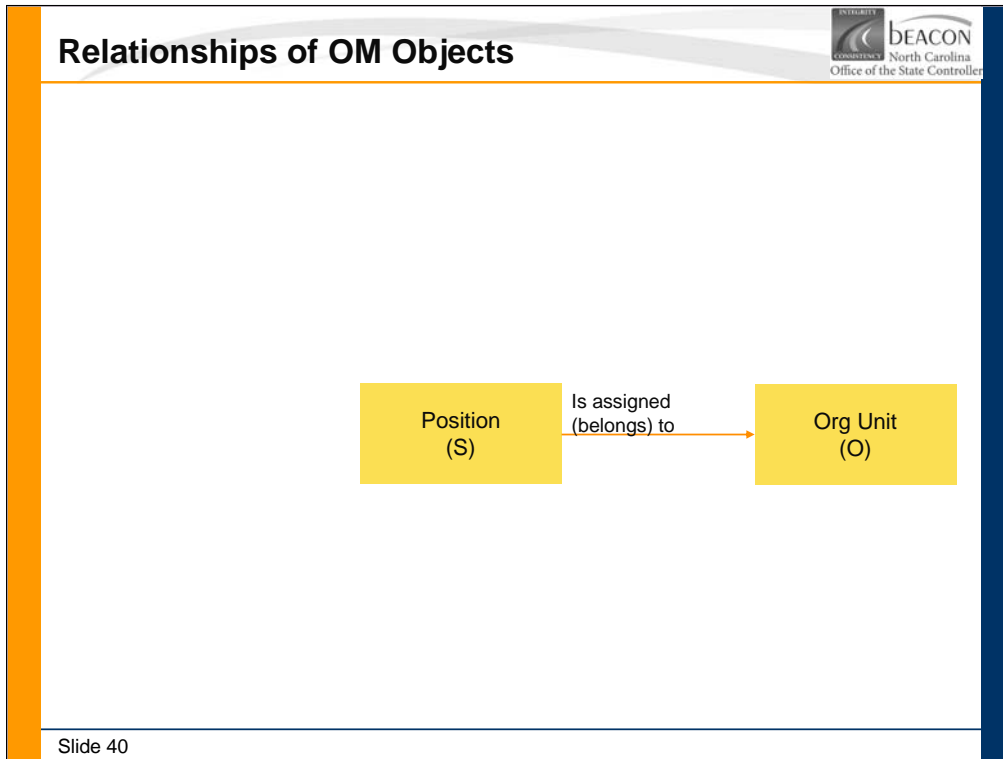 Relationships of OM Objects
INTEGRITY
CONSISTENCY
bEACON
North Carolina
Office of the State Controller
Position
(S)
Is assigned
(belongs) to
Org Unit
(O)
Slide 40